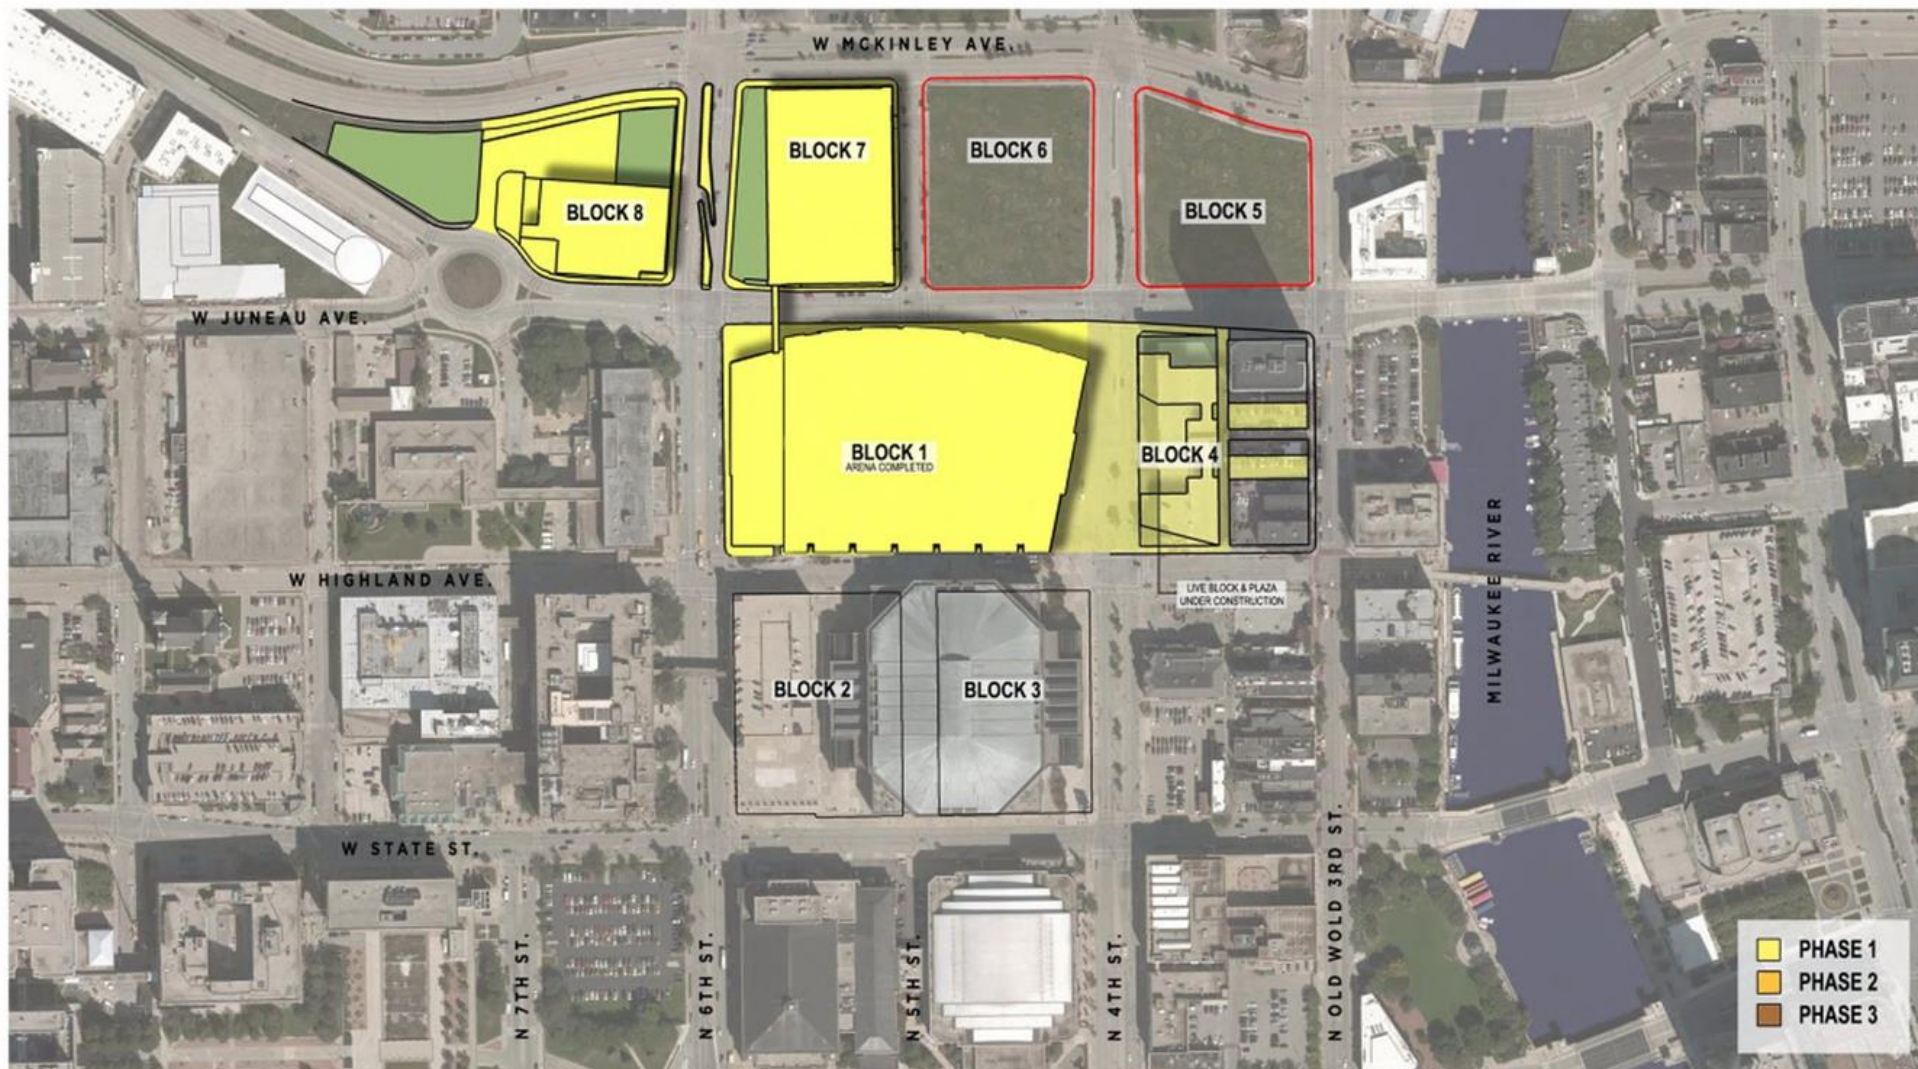 W MCKINLEY AVE.
BLOCK 7
BLOCK 6
BLOCK 8
BLOCK 5
W JUNEAU AVE.
BLOCK 1
ARENA COMPLETED
BLOCK 4
W HIGHLAND AVE.
LIVE BLOCK & PLAZA
UNDER CONSTRUCTION
MILWAUKEE RIVER
BLOCK 2
BLOCK 3
W STATE ST.
N 7TH ST.
N 6TH ST.
N 5TH ST.
N 4TH ST.
N OLD WOLD 3RD ST.
PHASE 1
PHASE 2
PHASE 3